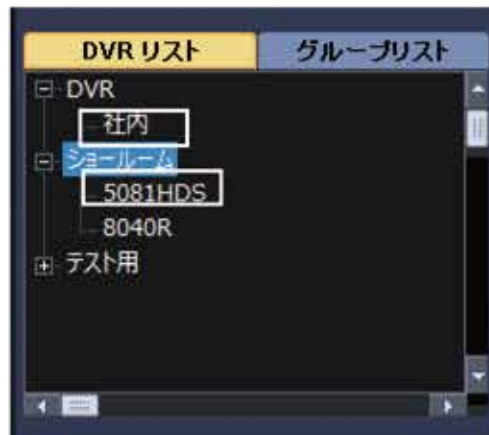 DVR リスト グループリスト
DVR
社内
ショールーム
5081HDS
8040R
テスト用